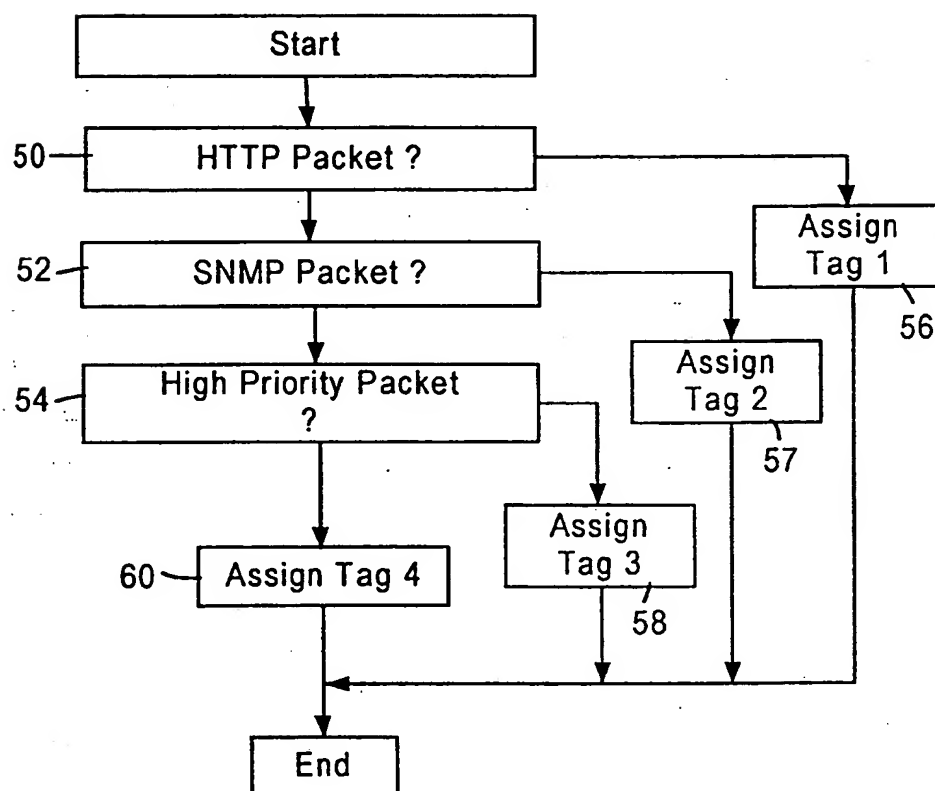 Start
50
HTTP Packet ?
Assign
Tag 1
56
52
SNMP Packet ?
Assign
Tag 2
57
54
High Priority Packet
?
Assign
Tag 3
58
60
Assign Tag 4
End